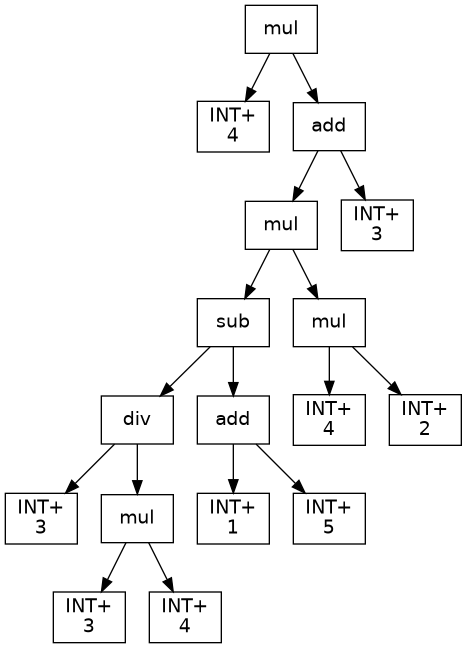 mul
INT+
4
add
mul
INT+
3
sub
mul
div
add
INT+
4
INT+
2
INT+
3
mul
INT+
1
INT+
5
INT+
3
INT+
4